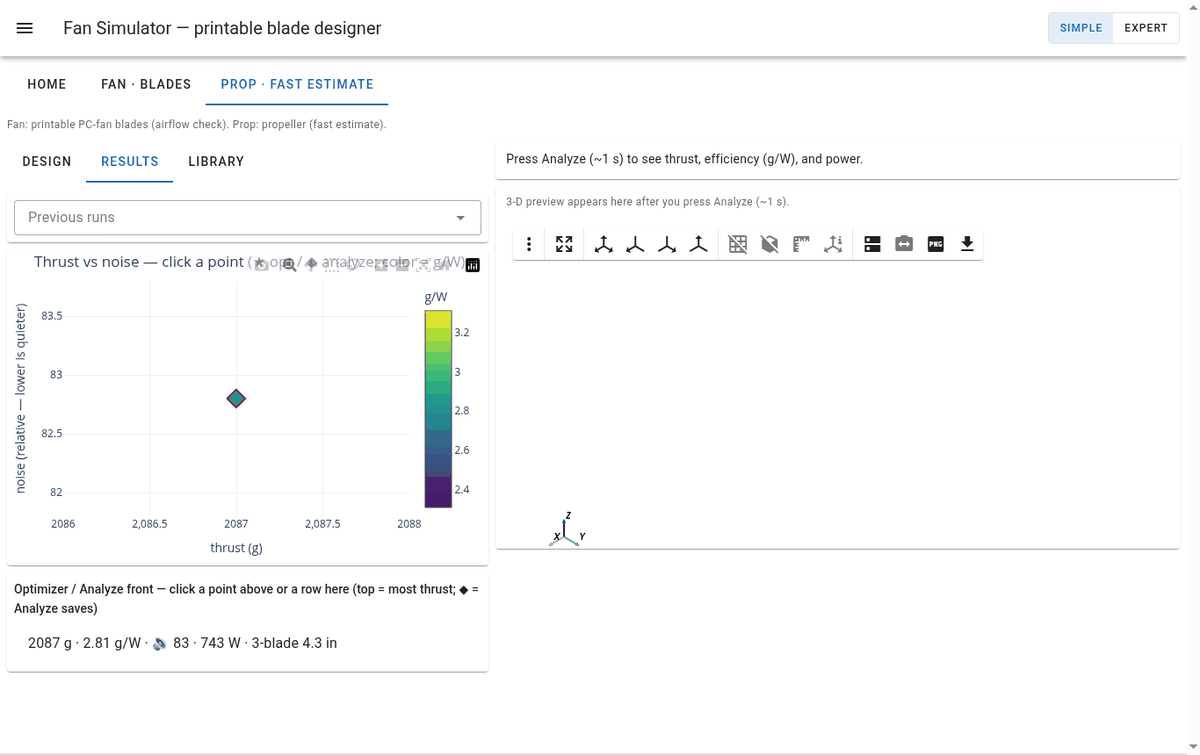 Fan Simulator — printable blade designer
SIMPLE
EXPERT
HOME
FAN · BLADES
PROP · FAST ESTIMATE
Fan: printable PC-fan blades (airflow check). Prop: propeller (fast estimate).
DESIGN
RESULTS
LIBRARY
Previous runs
Thrust vs noise — click a point (★ opt / ◆ analyze; color = g/W)
noise (relative — lower is quieter)
83.5
83
82.5
82
2086
2,086.5
2087
2,087.5
2088
thrust (g)
g/W
3.2
3
2.8
2.6
2.4
Optimizer / Analyze front — click a point above or a row here (top = most thrust; ◆ =
Analyze saves)
2087 g · 2.81 g/W · 🔊 83 · 743 W · 3-blade 4.3 in
Press Analyze (~1 s) to see thrust, efficiency (g/W), and power.
3-D preview appears here after you press Analyze (~1 s).
PNG
Z
X
Y